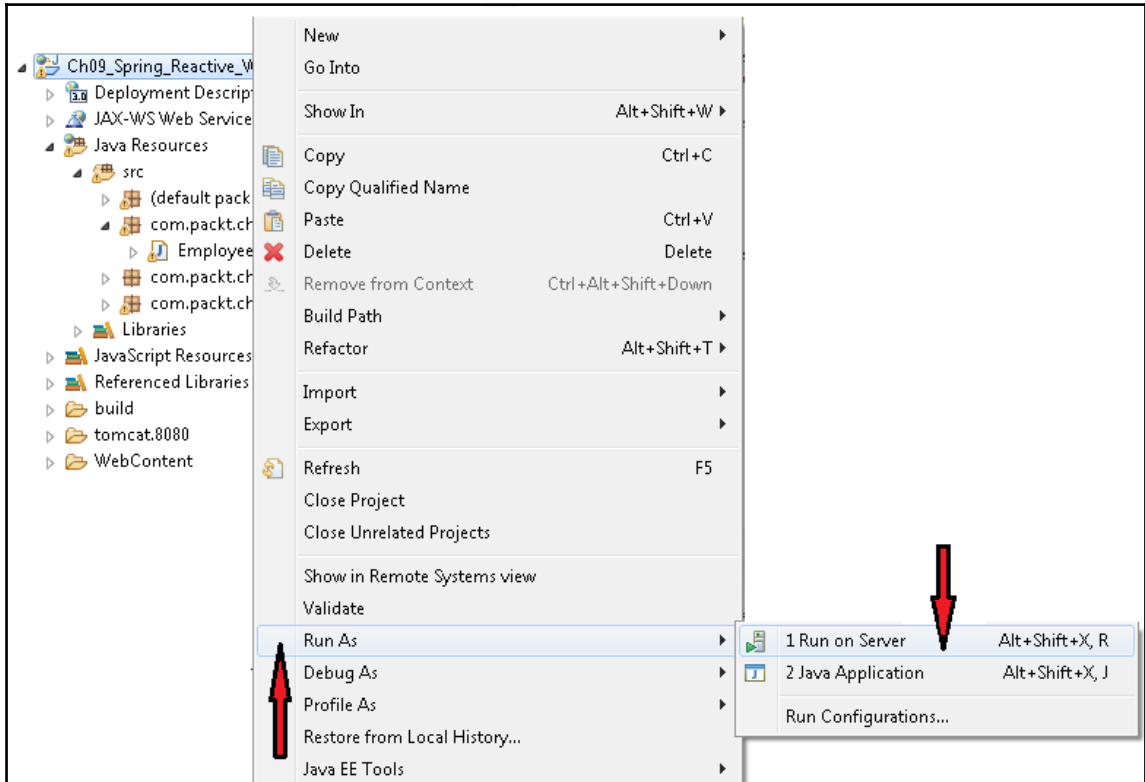 Ch09_Spring_Reactive_W
Deployment Descrip
JAX-WS Web Service
Java Resources
src
(default pack
com.packt.ch
Employee
com.packt.ch
com.packt.ch
Libraries
JavaScript Resources
Referenced Libraries
build
tomcat.8080
WebContent
New
Go Into
Show In Alt+Shift+W
Copy Ctrl+C
Copy Qualified Name
Paste Ctrl+V
Delete Delete
Remove from Context Ctrl+Alt+Shift+Down
Build Path
Refactor Alt+Shift+T
Import
Export
Refresh F5
Close Project
Close Unrelated Projects
Show in Remote Systems view
Validate
Run As
Debug As
Profile As
Restore from Local History...
Java EE Tools
1 Run on Server Alt+Shift+X, R
2 Java Application Alt+Shift+X, J
Run Configurations...